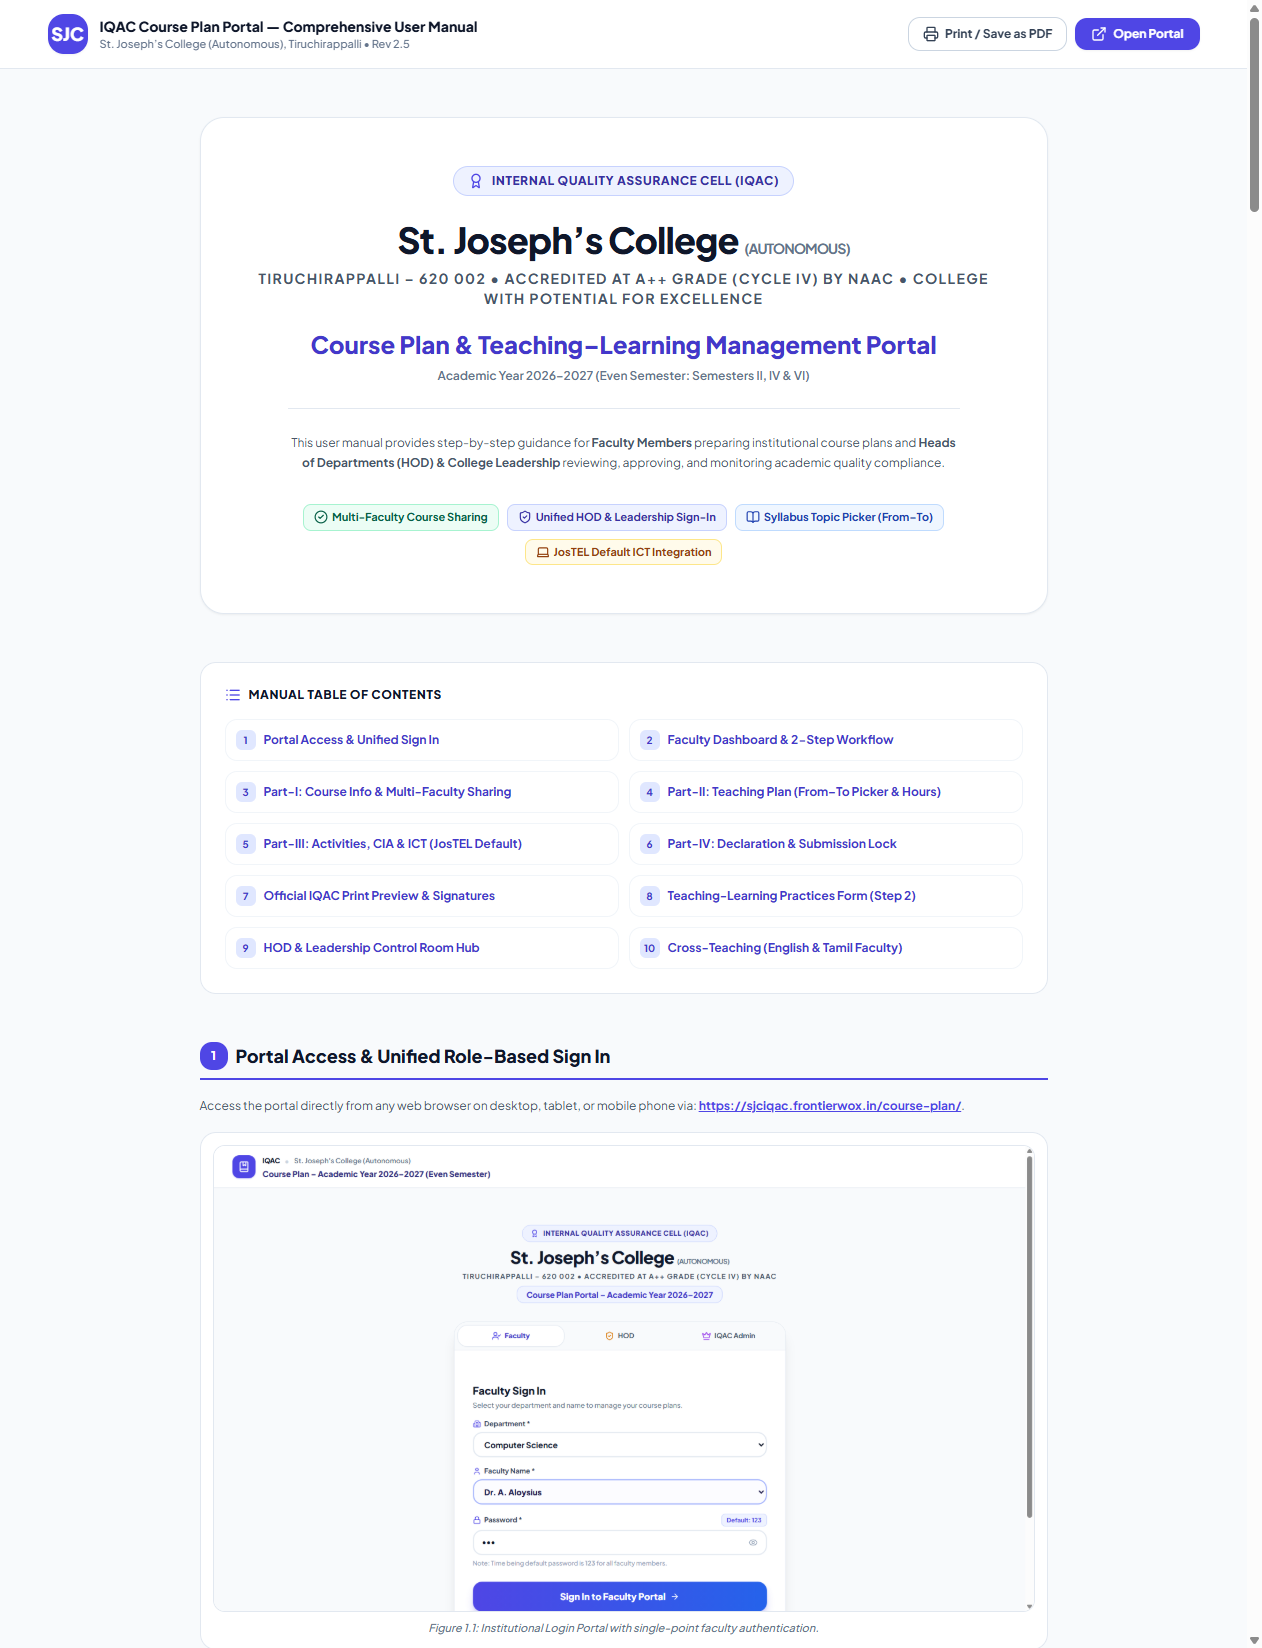 SJC
IQAC Course Plan Portal — Comprehensive User Manual
St. Joseph's College (Autonomous), Tiruchirappalli • Rev 2.5
Print / Save as PDF
Open Portal
INTERNAL QUALITY ASSURANCE CELL (IQAC)
St. Joseph's College (AUTONOMOUS)
TIRUCHIRAPPALLI – 620 002 • ACCREDITED AT A++ GRADE (CYCLE IV) BY NAAC • COLLEGE
WITH POTENTIAL FOR EXCELLENCE
Course Plan & Teaching–Learning Management Portal
Academic Year 2026–2027 (Even Semester: Semesters II, IV & VI)
This user manual provides step-by-step guidance for Faculty Members preparing institutional course plans and Heads
of Departments (HOD) & College Leadership reviewing, approving, and monitoring academic quality compliance.
Multi-Faculty Course Sharing
Unified HOD & Leadership Sign-In
Syllabus Topic Picker (From–To)
JosTEL Default ICT Integration
MANUAL TABLE OF CONTENTS
1 Portal Access & Unified Sign In
2 Faculty Dashboard & 2-Step Workflow
3 Part-I: Course Info & Multi-Faculty Sharing
4 Part-II: Teaching Plan (From–To Picker & Hours)
5 Part-III: Activities, CIA & ICT (JosTEL Default)
6 Part-IV: Declaration & Submission Lock
7 Official IQAC Print Preview & Signatures
8 Teaching-Learning Practices Form (Step 2)
9 HOD & Leadership Control Room Hub
10 Cross-Teaching (English & Tamil Faculty)
1 Portal Access & Unified Role-Based Sign In
Access the portal directly from any web browser on desktop, tablet, or mobile phone via: https://sjciqac.frontierwox.in/course-plan/.
IQAC • St. Joseph's College (Autonomous)
Course Plan – Academic Year 2026–2027 (Even Semester)
INTERNAL QUALITY ASSURANCE CELL (IQAC)
St. Joseph's College (AUTONOMOUS)
TIRUCHIRAPPALLI – 620 002 • ACCREDITED AT A++ GRADE (CYCLE IV) BY NAAC
Course Plan Portal – Academic Year 2026–2027
Faculty
HOD
IQAC Admin
Faculty Sign In
Select your department and name to manage your course plans.
Department *
Computer Science
Faculty Name *
Dr. A. Aloysius
Password *
Default: 123
•••
Note: Time being default password is 123 for all faculty members.
Sign In to Faculty Portal →
Figure 1.1: Institutional Login Portal with single-point faculty authentication.